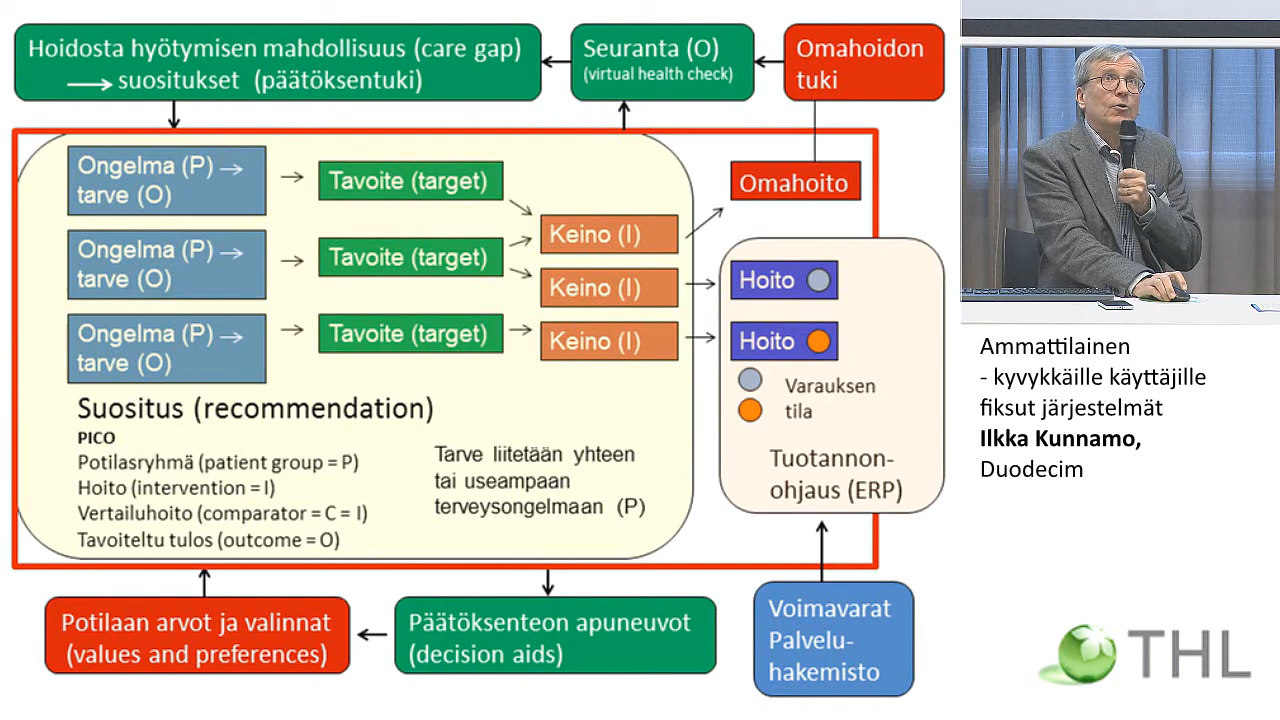 Hoidosta hyötymisen mahdollisuus (care gap)
→ suositukset (päätöksentuki)
Seuranta (O)
(virtual health check)
Omahoidon
tuki
Ongelma (P) →
tarve (O)
Tavoite (target)
Omahoito
Keino (I)
Ongelma (P) →
tarve (O)
Tavoite (target)
Keino (I)
Hoito
Ongelma (P) →
tarve (O)
Tavoite (target)
Keino (I)
Hoito
Varauksen
tila
Suositus (recommendation)
PICO
Potilasryhmä (patient group = P)
Hoito (intervention = I)
Vertailuhoito (comparator = C = I)
Tavoiteltu tulos (outcome = O)
Tarve liitetään yhteen
tai useampaan
terveysongelmaan (P)
Tuotannon-
ohjaus (ERP)
Potilaan arvot ja valinnat
(values and preferences)
Päätöksenteon apuneuvot
(decision aids)
Voimavarat
Palvelu-
hakemisto
Ammattilainen
- kyvykkäille käyttäjille
fiksut järjestelmät
Ilkka Kunnamo,
Duodecim
THL